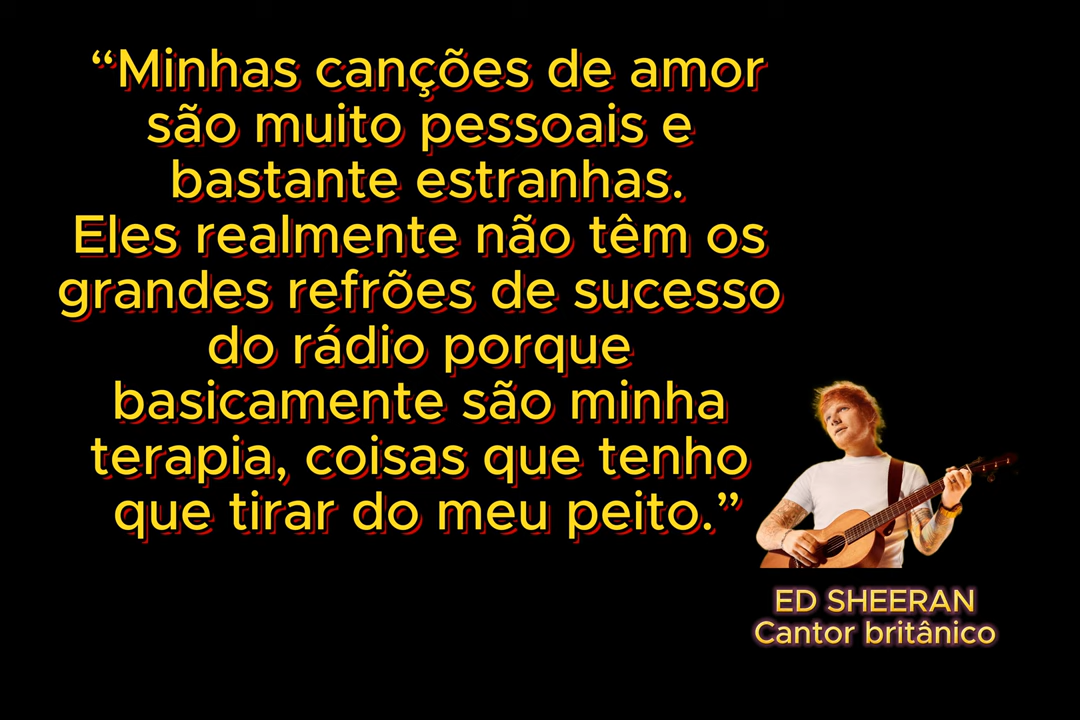 “Minhas canções de amor
são muito pessoais e
bastante estranhas.
Eles realmente não têm os
grandes refrões de sucesso
do rádio porque
basicamente são minha
terapia, coisas que tenho
que tirar do meu peito.”
ED SHEERAN
Cantor britânico